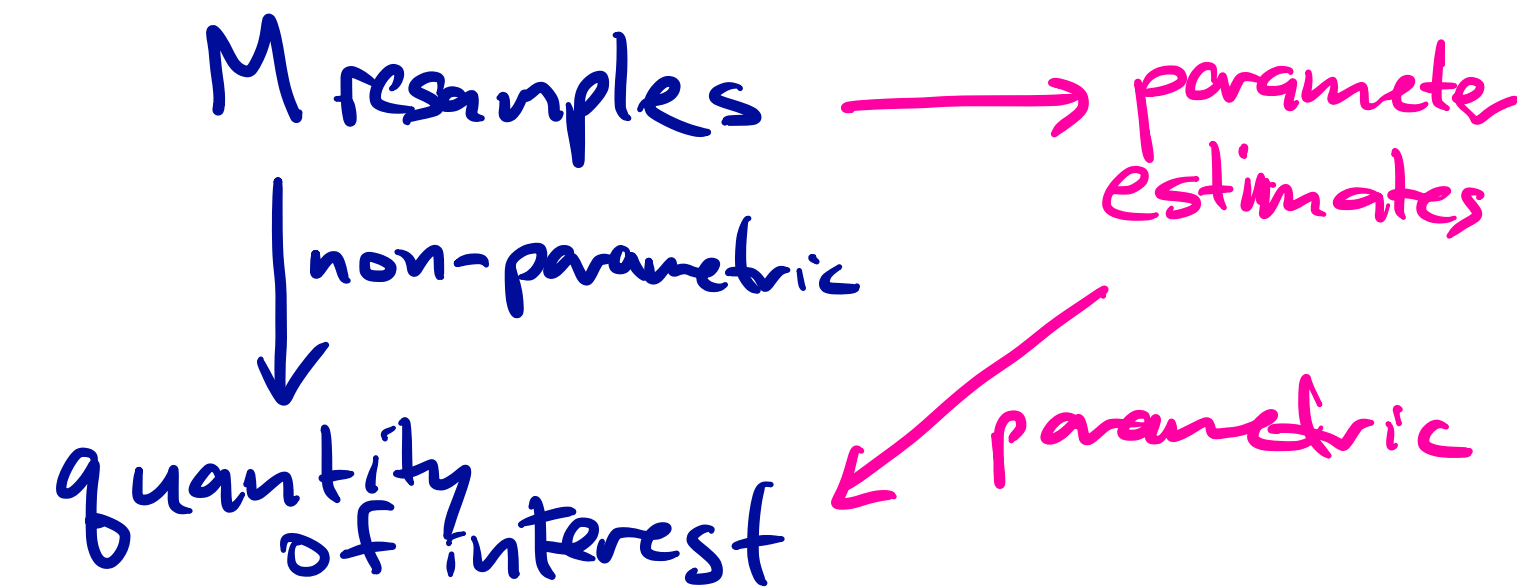 M resamples
parameter
estimates
non-parametric
parametric
quantity
of interest